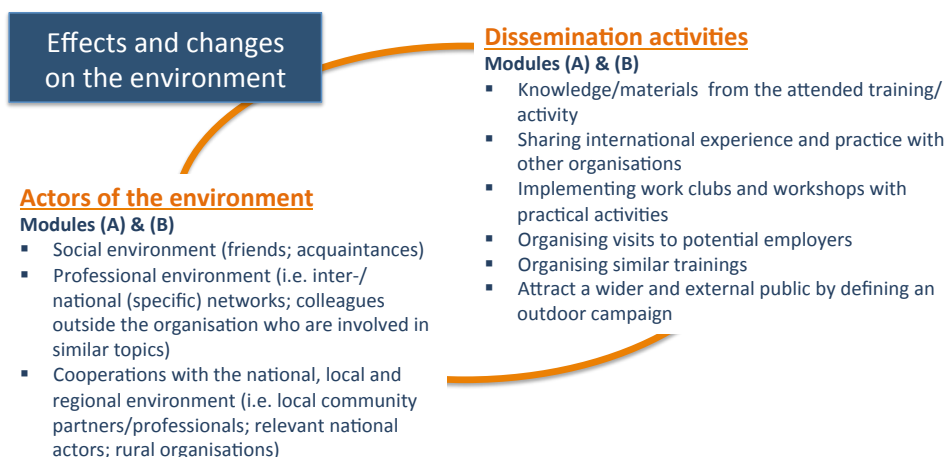 Effects and changes
on the environment
Dissemination activities
Modules (A) & (B)
▪ Knowledge/materials from the attended training/
activity
▪ Sharing international experience and practice with
other organisations
▪ Implementing work clubs and workshops with
practical activities
▪ Organising visits to potential employers
▪ Organising similar trainings
▪ Attract a wider and external public by defining an
outdoor campaign
Actors of the environment
Modules (A) & (B)
▪ Social environment (friends; acquaintances)
▪ Professional environment (i.e. inter-/
national (specific) networks; colleagues
outside the organisation who are involved in
similar topics)
▪ Cooperations with the national, local and
regional environment (i.e. local community
partners/professionals; relevant national
actors; rural organisations)